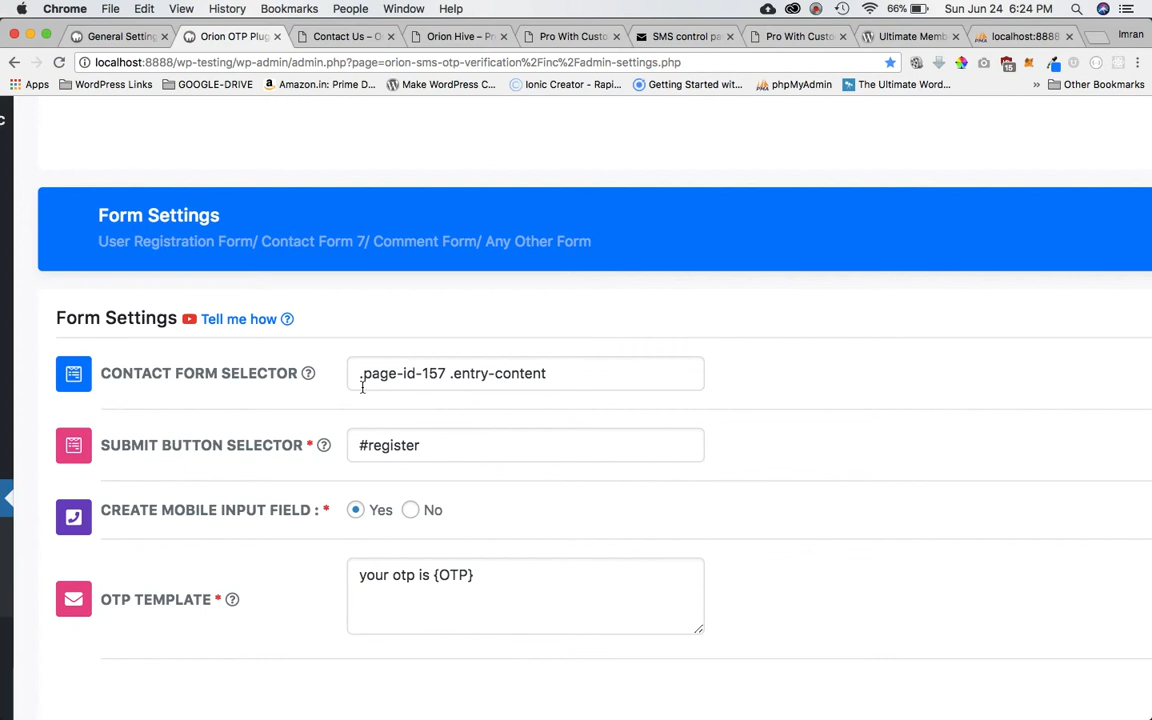 Chrome File Edit View History Bookmarks People Window Help 66% Sun Jun 24 6:24 PM
General Settin Orion OTP Plug Contact Us – O Orion Hive – Pr Pro With Custo SMS control pa Pro With Custo Ultimate Memb localhost:8888 Imran
localhost:8888/wp-testing/wp-admin/admin.php?page=orion-sms-otp-verification%2Finc%2Fadmin-settings.php 15
Apps WordPress Links GOOGLE-DRIVE Amazon.in: Prime D... Make WordPress C... Ionic Creator - Rapi... Getting Started wit... phpMyAdmin The Ultimate Word... » Other Bookmarks
Form Settings
User Registration Form/ Contact Form 7/ Comment Form/ Any Other Form
Form Settings Tell me how
CONTACT FORM SELECTOR .page-id-157 .entry-content
SUBMIT BUTTON SELECTOR * #register
CREATE MOBILE INPUT FIELD : * Yes No
your otp is {OTP}
OTP TEMPLATE *